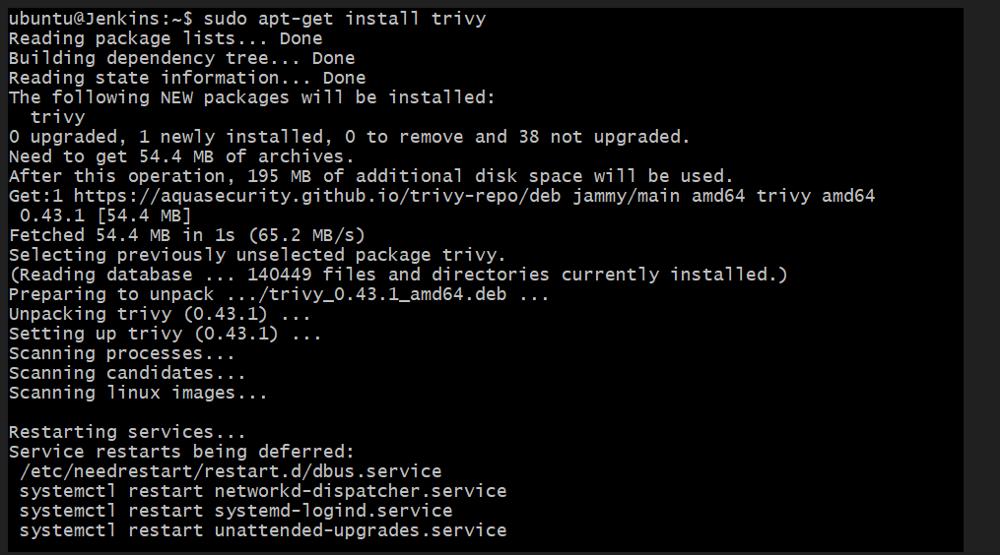 ubuntu@Jenkins:~$ sudo apt-get install trivy
Reading package lists... Done
Building dependency tree... Done
Reading state information... Done
The following NEW packages will be installed:
  trivy
0 upgraded, 1 newly installed, 0 to remove and 38 not upgraded.
Need to get 54.4 MB of archives.
After this operation, 195 MB of additional disk space will be used.
Get:1 https://aquasecurity.github.io/trivy-repo/deb jammy/main amd64 trivy amd64
 0.43.1 [54.4 MB]
Fetched 54.4 MB in 1s (65.2 MB/s)
Selecting previously unselected package trivy.
(Reading database ... 140449 files and directories currently installed.)
Preparing to unpack .../trivy_0.43.1_amd64.deb ...
Unpacking trivy (0.43.1) ...
Setting up trivy (0.43.1) ...
Scanning processes...
Scanning candidates...
Scanning linux images...
Restarting services...
Service restarts being deferred:
 /etc/needrestart/restart.d/dbus.service
 systemctl restart networkd-dispatcher.service
 systemctl restart systemd-logind.service
 systemctl restart unattended-upgrades.service